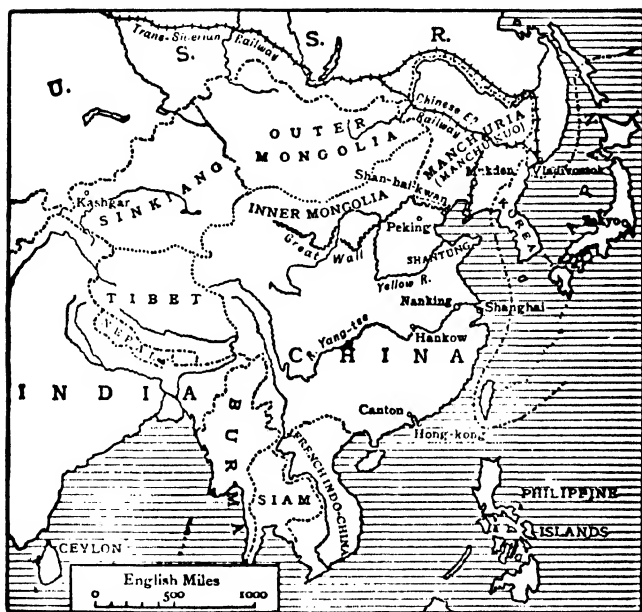 Trans-Siberian Railway
U. S. S. R.
OUTER
MONGOLIA
Chinese En.
Railway
MANCHURIA
(MANCHUKUO)
Kashgar
SINKIANG
Shan-hai-kwan
Mukden
Vladivostok
INNER MONGOLIA
Peking
KOREA
JAPAN
Tokyo
Great Wall
SHANTUNG
Yellow R.
TIBET
Nanking
Shanghai
NEPAL
R. Yang-tse
Hankow
CHINA
INDIA
BURMA
Canton
Hong-kong
FRENCH INDO-CHINA
SIAM
PHILIPPINE
ISLANDS
CEYLON
English Miles
0 500 1000